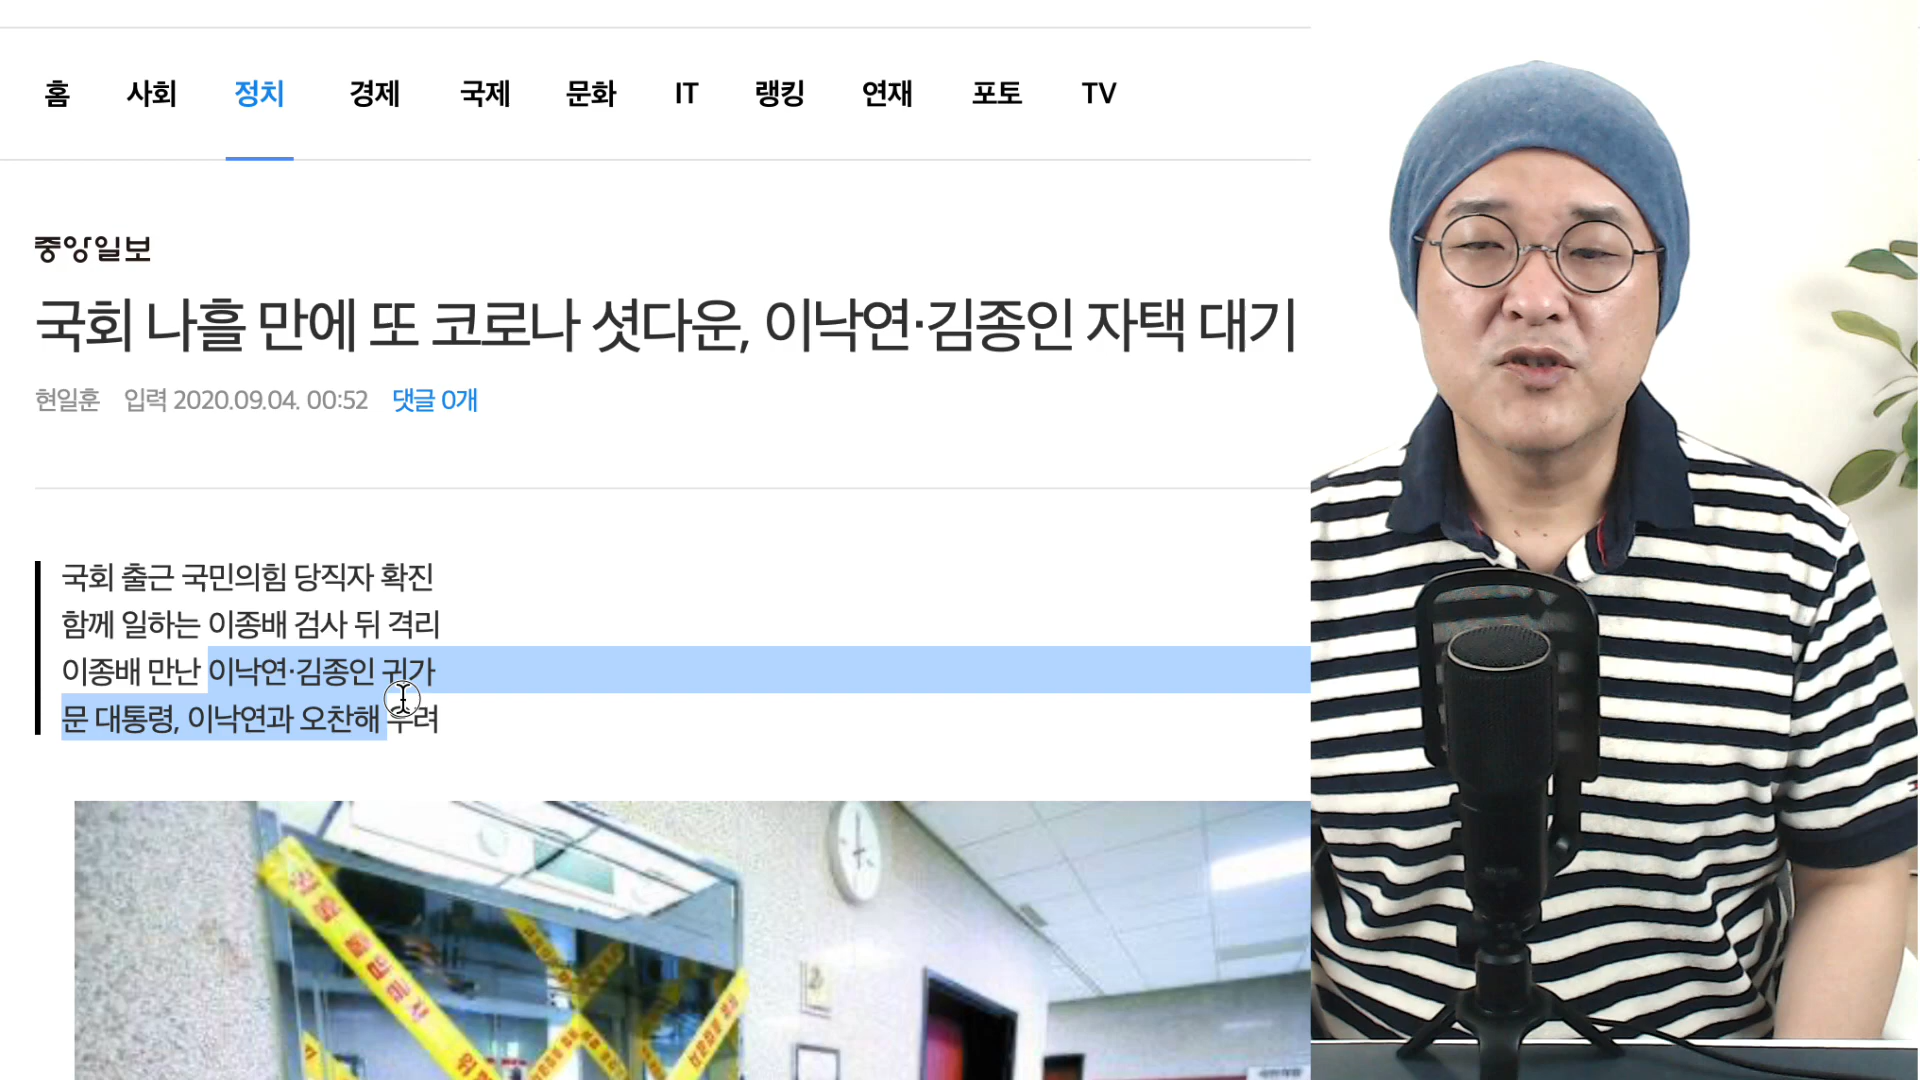 홈 사회 정치 경제 국제 문화 IT 랭킹 연재 포토 TV
중앙일보
국회 나흘 만에 또 코로나 셧다운, 이낙연·김종인 자택 대기
현일훈 입력 2020.09.04. 00:52 댓글 0개
국회 출근 국민의힘 당직자 확진
함께 일하는 이종배 검사 뒤 격리
이종배 만난 이낙연·김종인 귀가
문 대통령, 이낙연과 오찬해 우려